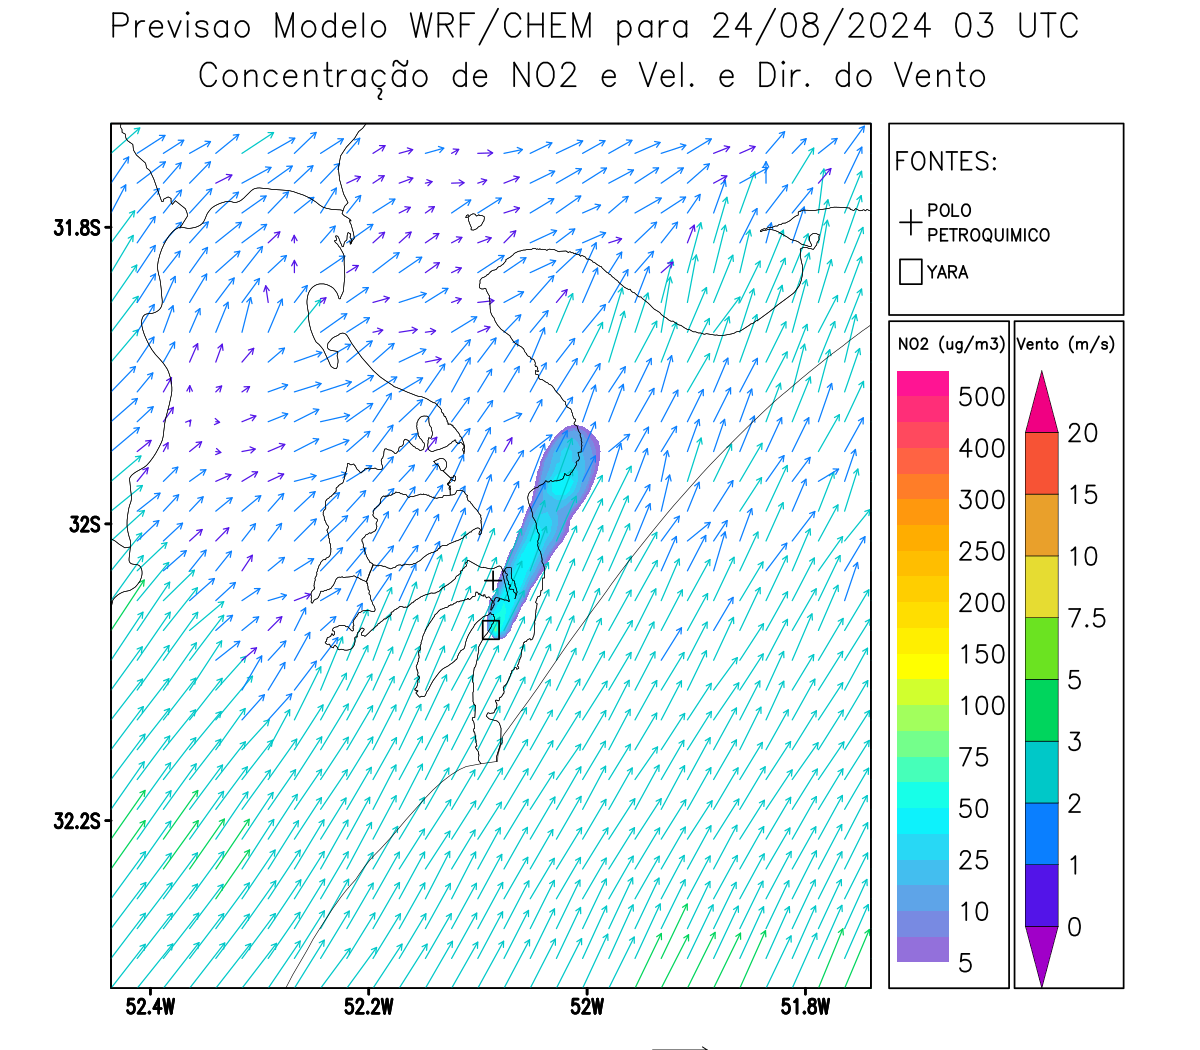 Previsao Modelo WRF/CHEM para 24/08/2024 03 UTC
Concentração de NO2 e Vel. e Dir. do Vento
FONTES:
POLO
PETROQUIMICO
YARA
31.8S
32S
32.2S
52.4W
52.2W
52W
51.8W
NO2 (ug/m3)
500
400
300
250
200
150
100
75
50
25
10
5
Vento (m/s)
20
15
10
7.5
5
3
2
1
0